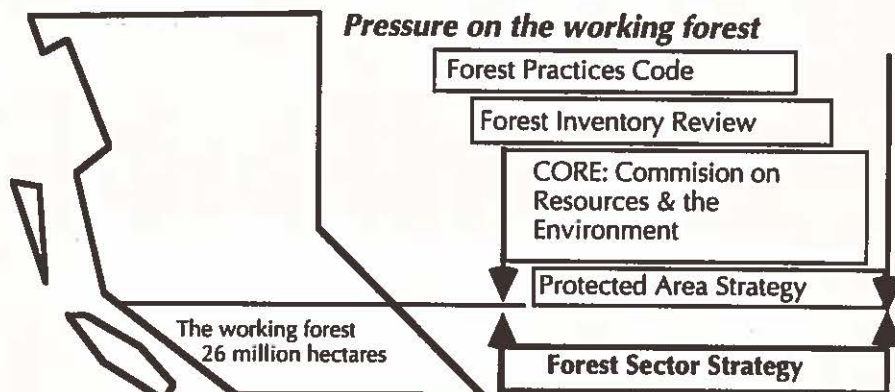 Pressure on the working forest
Forest Practices Code
Forest Inventory Review
CORE: Commision on
Resources & the
Environment
Protected Area Strategy
The working forest
26 million hectares
Forest Sector Strategy